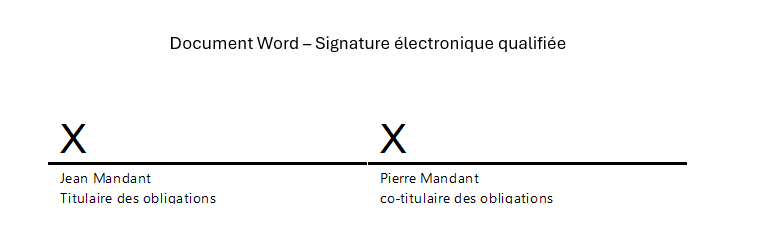 Document Word – Signature électronique qualifiée
X X
Jean Mandant Pierre Mandant
Titulaire des obligations co-titulaire des obligations